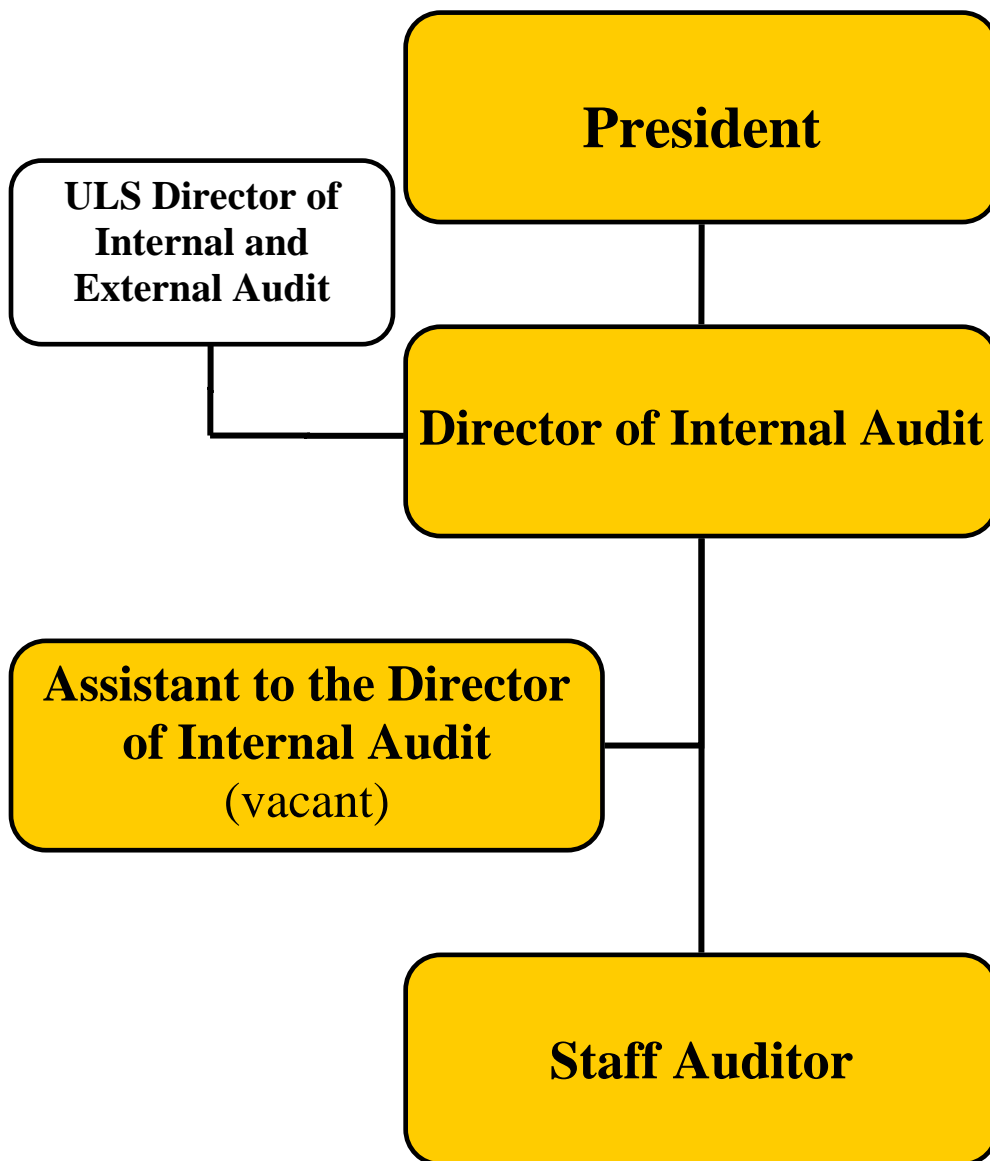 President
ULS Director of
Internal and
External Audit
Director of Internal Audit
Assistant to the Director
of Internal Audit
(vacant)
Staff Auditor